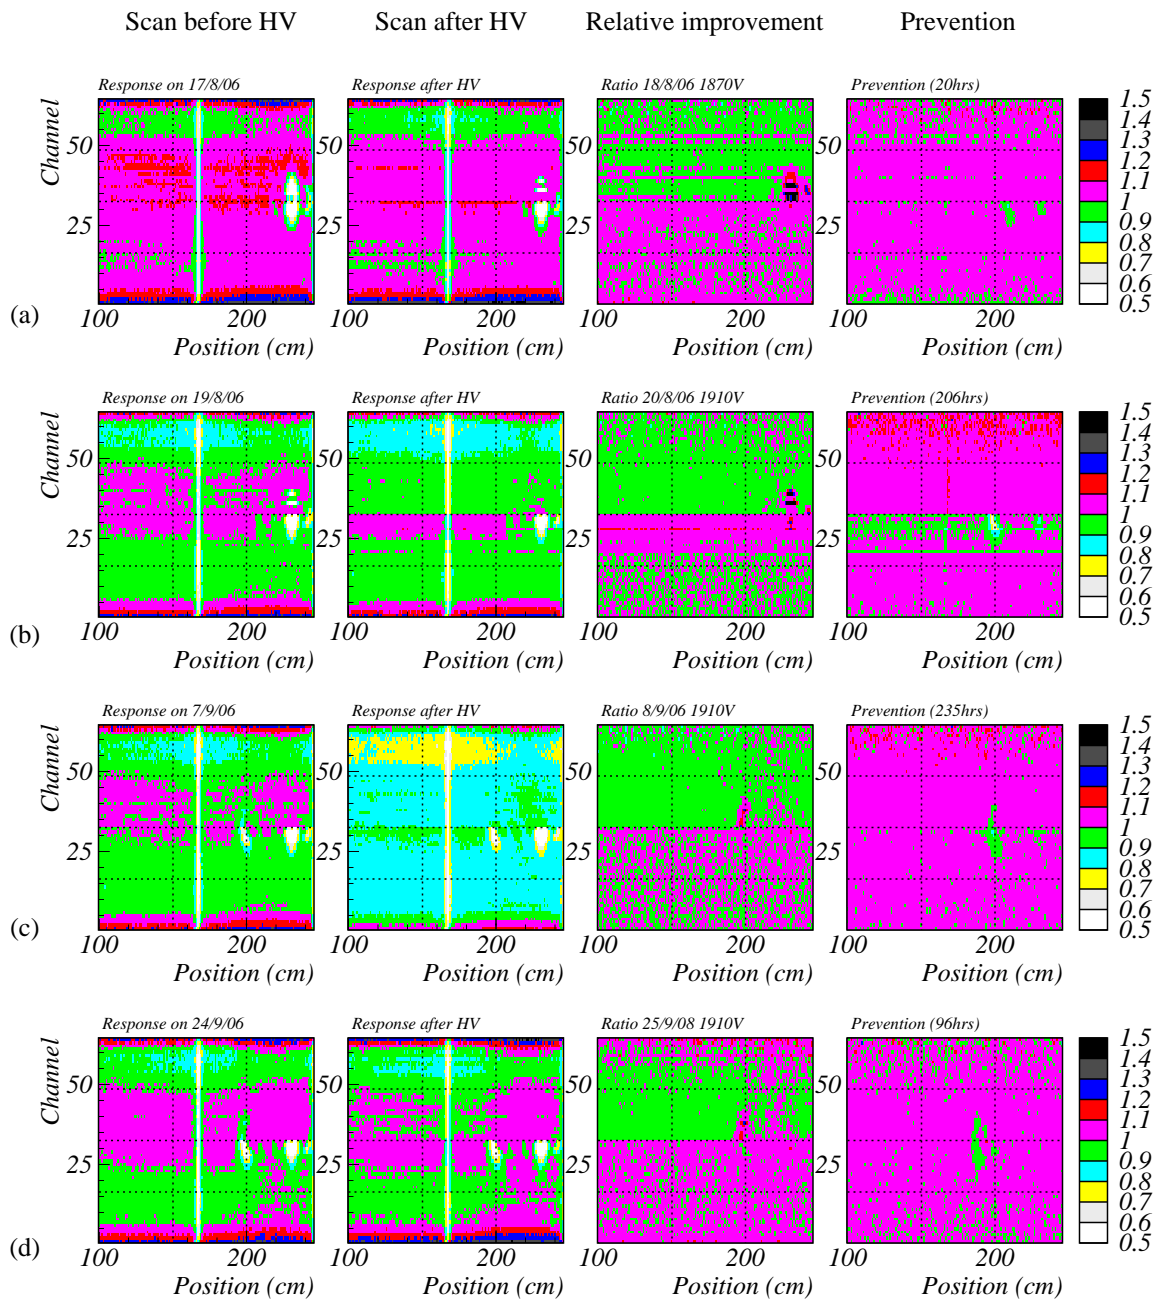 Scan before HV Scan after HV Relative improvement Prevention
Response on 17/8/06 Response after HV Ratio 18/8/06 1870V Prevention (20hrs)
Channel
50 50 50 50
25 25 25 25
1.5
1.4
1.3
1.2
1.1
1
0.9
0.8
0.7
0.6
0.5
(a)
100 200 100 200 100 200 100 200
Position (cm) Position (cm) Position (cm) Position (cm)
Response on 19/8/06 Response after HV Ratio 20/8/06 1910V Prevention (206hrs)
Channel
50 50 50 50
25 25 25 25
1.5
1.4
1.3
1.2
1.1
1
0.9
0.8
0.7
0.6
0.5
(b)
100 200 100 200 100 200 100 200
Position (cm) Position (cm) Position (cm) Position (cm)
Response on 7/9/06 Response after HV Ratio 8/9/06 1910V Prevention (235hrs)
Channel
50 50 50 50
25 25 25 25
1.5
1.4
1.3
1.2
1.1
1
0.9
0.8
0.7
0.6
0.5
(c)
100 200 100 200 100 200 100 200
Position (cm) Position (cm) Position (cm) Position (cm)
Response on 24/9/06 Response after HV Ratio 25/9/08 1910V Prevention (96hrs)
Channel
50 50 50 50
25 25 25 25
1.5
1.4
1.3
1.2
1.1
1
0.9
0.8
0.7
0.6
0.5
(d)
100 200 100 200 100 200 100 200
Position (cm) Position (cm) Position (cm) Position (cm)